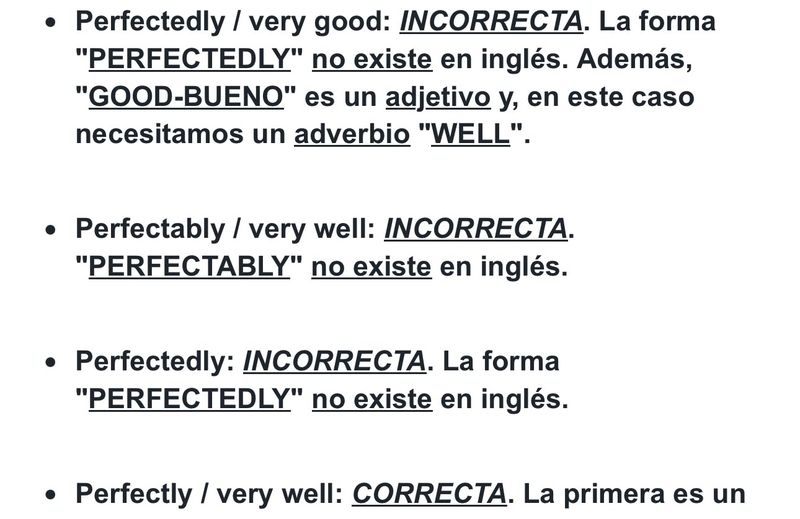 • Perfectedly / very good: INCORRECTA. La forma
"PERFECTEDLY" no existe en inglés. Además,
"GOOD-BUENO" es un adjetivo y, en este caso
necesitamos un adverbio "WELL".
• Perfectably / very well: INCORRECTA.
"PERFECTABLY" no existe en inglés.
• Perfectedly: INCORRECTA. La forma
"PERFECTEDLY" no existe en inglés.
• Perfectly / very well: CORRECTA. La primera es un